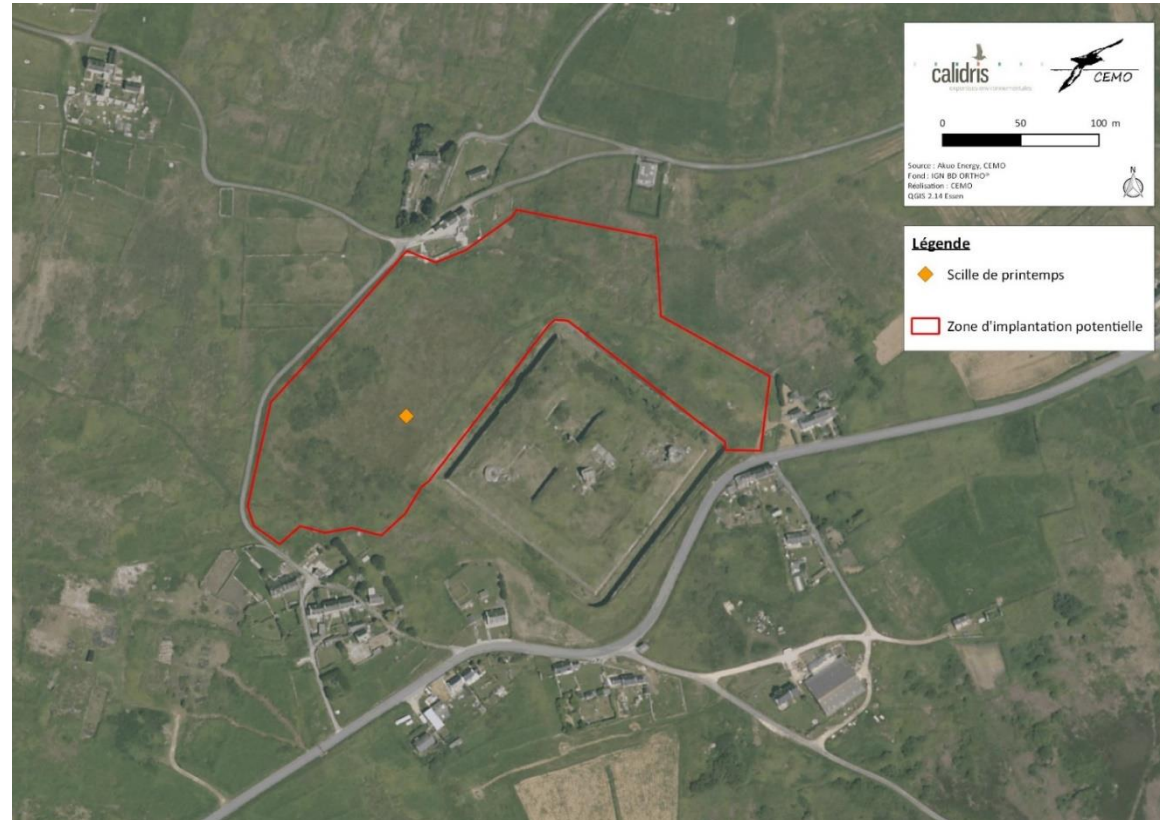 calidris
CEMO
0 50 100 m
Source : Akuo Energy, CEMO
Fond : IGN BD ORTHO®
Réalisation : CEMO
QGIS 2.14 Essen
N
Légende
Scille de printemps
Zone d'implantation potentielle